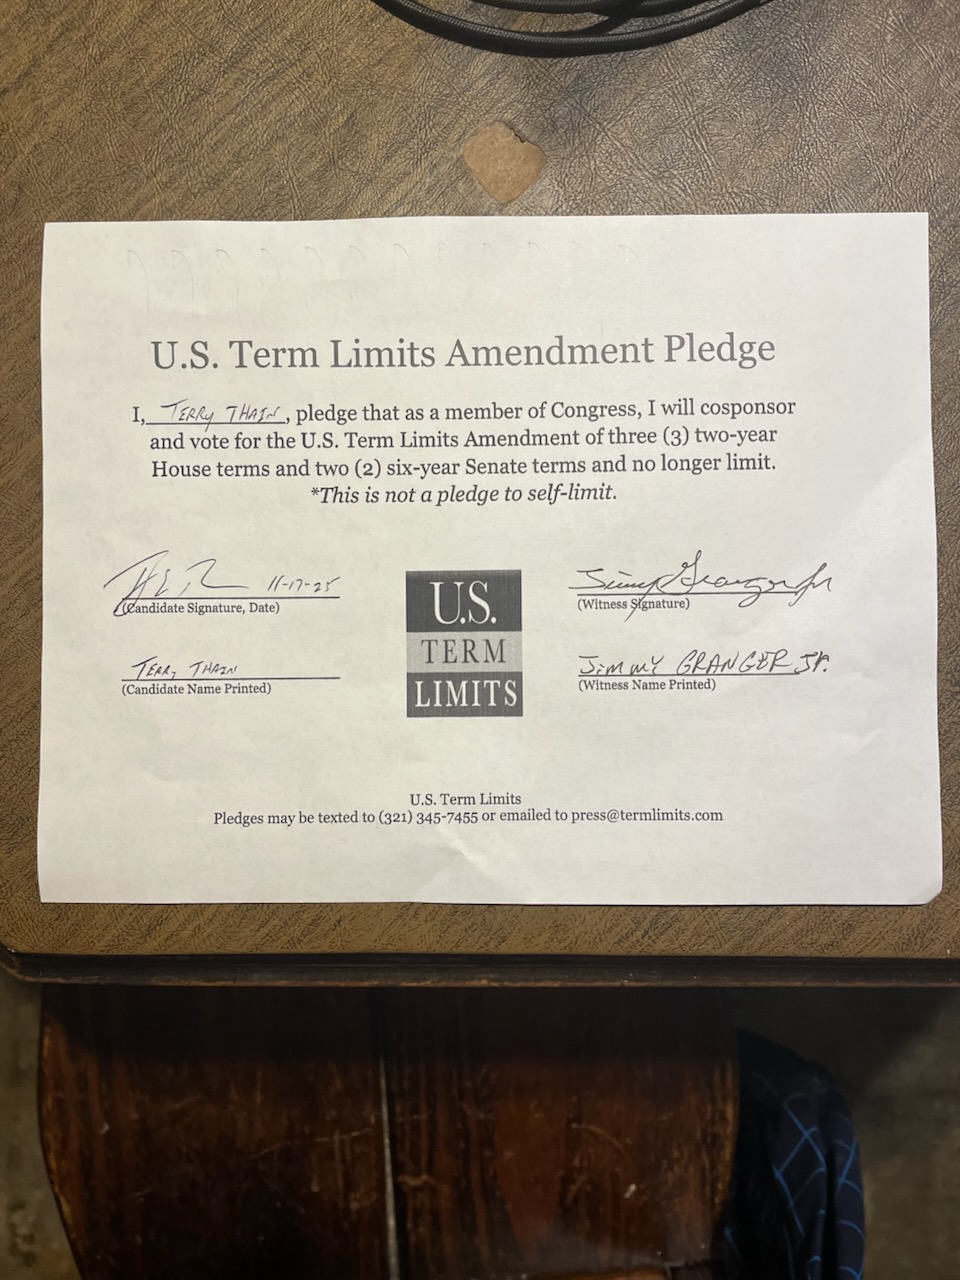 U.S. Term Limits Amendment Pledge
I, TERRY THAIN, pledge that as a member of Congress, I will cosponsor
and vote for the U.S. Term Limits Amendment of three (3) two-year
House terms and two (2) six-year Senate terms and no longer limit.
*This is not a pledge to self-limit.
11-17-25
(Candidate Signature, Date)
Jimmy Granger Jr
(Witness Signature)
TERRY THAIN
(Candidate Name Printed)
JimmY GRANGER JR.
(Witness Name Printed)
U.S.
TERM
LIMITS
U.S. Term Limits
Pledges may be texted to (321) 345-7455 or emailed to press@termlimits.com